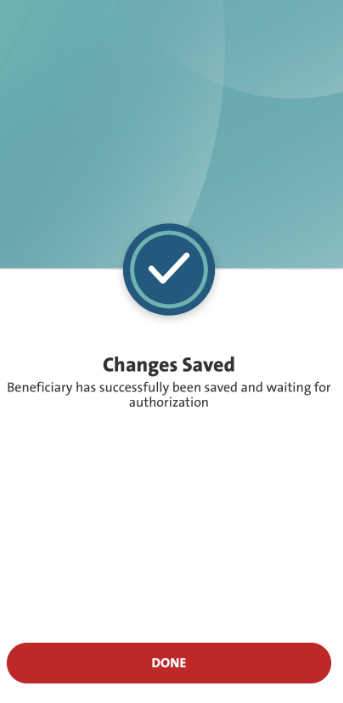 Changes Saved
Beneficiary has successfully been saved and waiting for
authorization
DONE